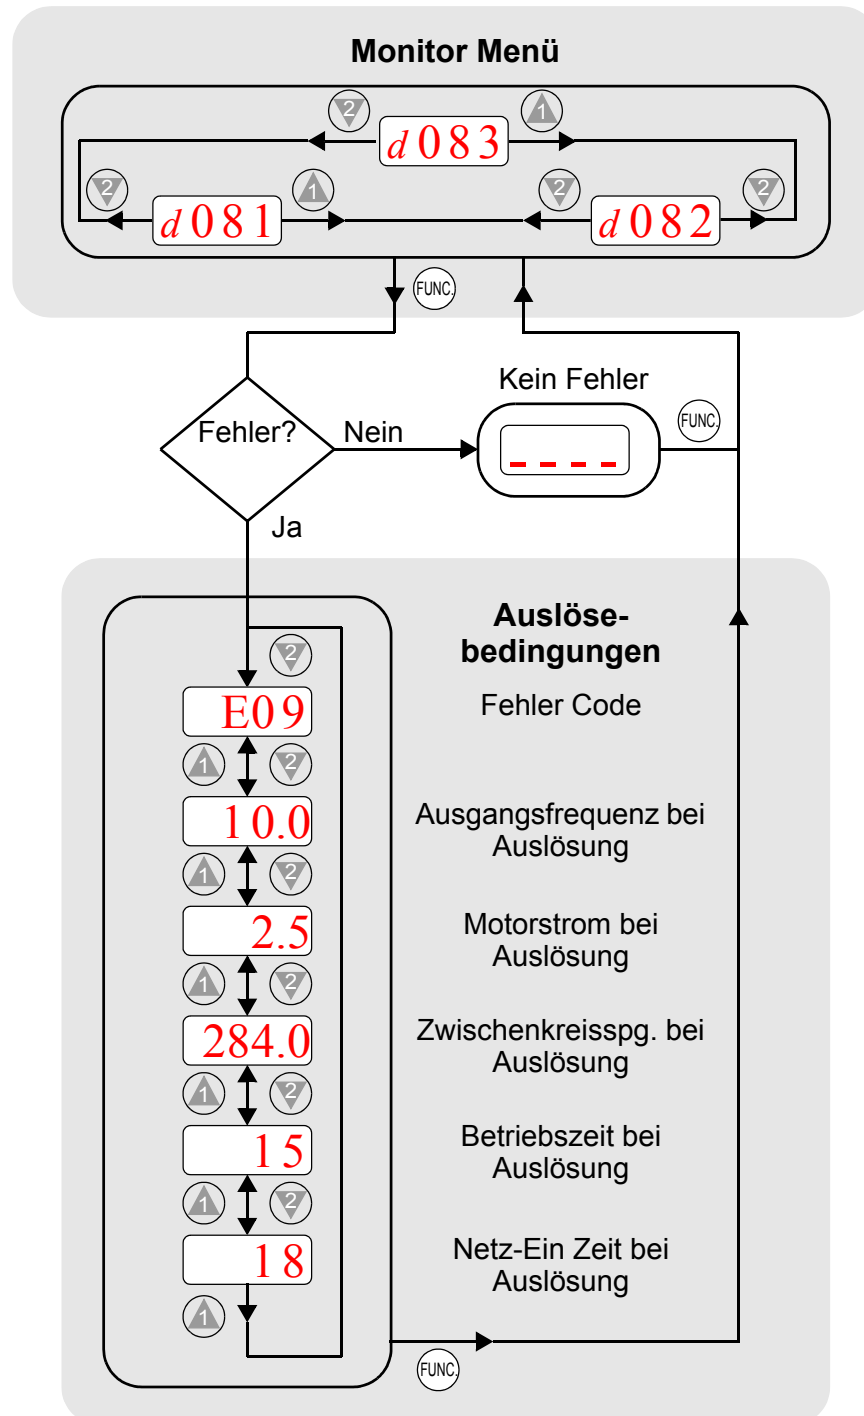 Monitor Menü
2 1
d083
2 1 2 2
d081 d082
FUNC.
Kein Fehler
Fehler? Nein FUNC.
_ _ _ _
Ja
Auslöse-
bedingungen
2
E09 Fehler Code
1 2
10.0 Ausgangsfrequenz bei
Auslösung
1 2
2.5 Motorstrom bei
Auslösung
1 2
284.0 Zwischenkreisspg. bei
Auslösung
1 2
15 Betriebszeit bei
Auslösung
1 2
18 Netz-Ein Zeit bei
Auslösung
1
FUNC.